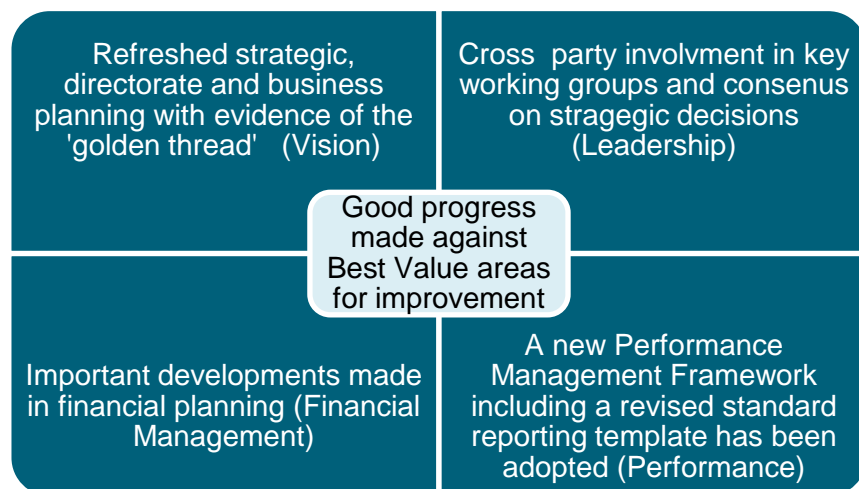 Refreshed strategic,
directorate and business
planning with evidence of the
'golden thread' (Vision)
Cross party involvment in key
working groups and consenus
on stragegic decisions
(Leadership)
Good progress
made against
Best Value areas
for improvement
Important developments made
in financial planning (Financial
Management)
A new Performance
Management Framework
including a revised standard
reporting template has been
adopted (Performance)